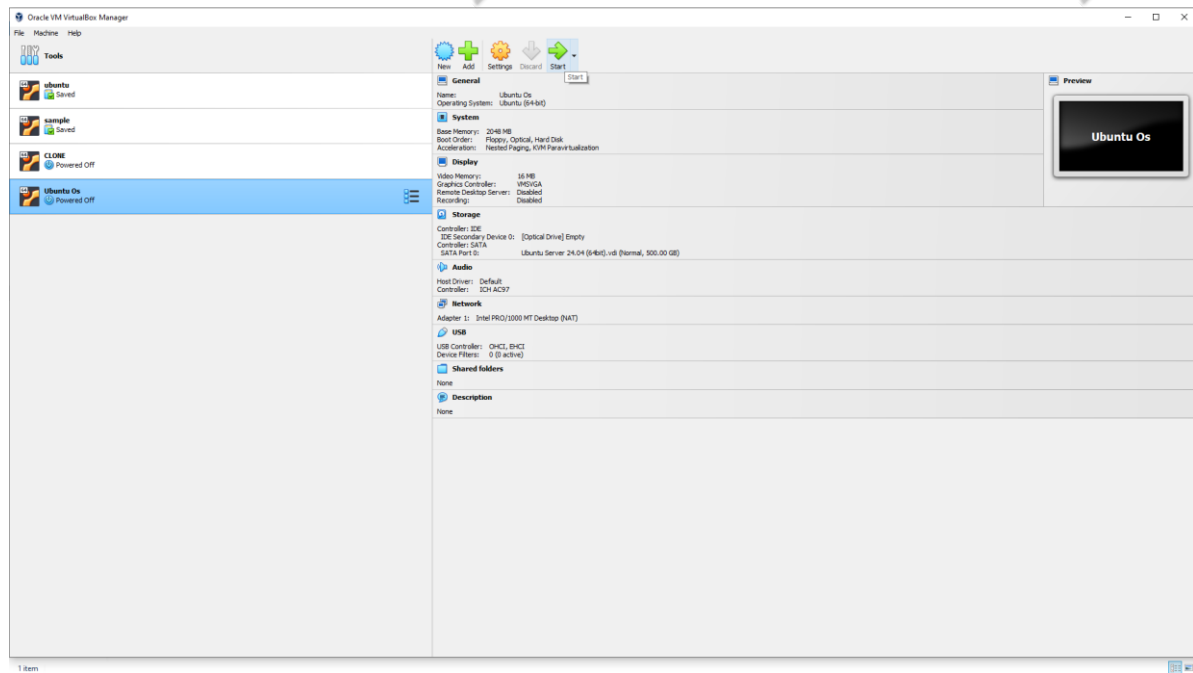 Oracle VM VirtualBox Manager
File Machine Help
Tools
New Add Settings Discard Start
Start
ubuntu
Saved
sample
Saved
CLONE
Powered Off
Ubuntu Os
Powered Off
General
Name: Ubuntu Os
Operating System: Ubuntu (64-bit)
System
Base Memory: 2048 MB
Boot Order: Floppy, Optical, Hard Disk
Acceleration: Nested Paging, KVM Paravirtualization
Display
Video Memory: 16 MB
Graphics Controller: VMSVGA
Remote Desktop Server: Disabled
Recording: Disabled
Storage
Controller: IDE
IDE Secondary Device 0: [Optical Drive] Empty
Controller: SATA
SATA Port 0: Ubuntu Server 24.04 (64bit).vdi (Normal, 500.00 GB)
Audio
Host Driver: Default
Controller: ICH AC97
Network
Adapter 1: Intel PRO/1000 MT Desktop (NAT)
USB
USB Controller: OHCI, EHCI
Device Filters: 0 (0 active)
Shared folders
None
Description
None
Preview
Ubuntu Os
1 item